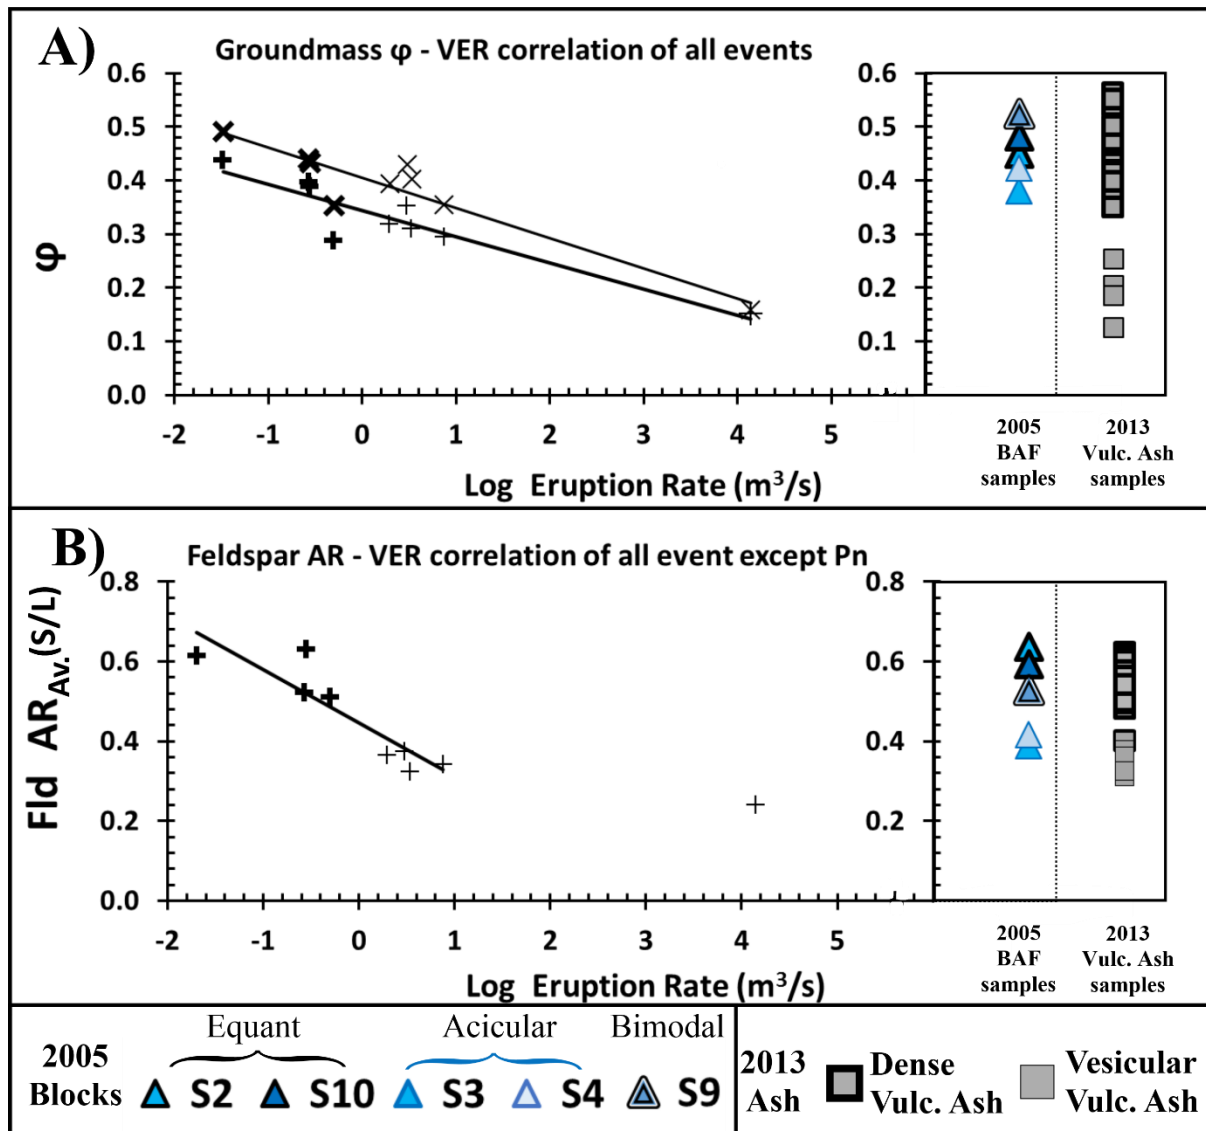 A)
Groundmass φ - VER correlation of all events
0.6
0.5
0.4
0.3
0.2
0.1
0.0
φ
-2 -1 0 1 2 3 4 5
Log Eruption Rate (m³/s)
0.6
0.5
0.4
0.3
0.2
0.1
0.0
2005
BAF
samples
2013
Vulc. Ash
samples
B)
Feldspar AR - VER correlation of all event except Pn
0.8
0.6
0.4
0.2
0.0
Fld AR Av.(S/L)
-2 -1 0 1 2 3 4 5
Log Eruption Rate (m³/s)
0.8
0.6
0.4
0.2
0.0
2005
BAF
samples
2013
Vulc. Ash
samples
2005
Blocks
Equant
S2 S10
Acicular
S3 S4
Bimodal
S9
2013
Ash
Dense
Vulc. Ash
Vesicular
Vulc. Ash